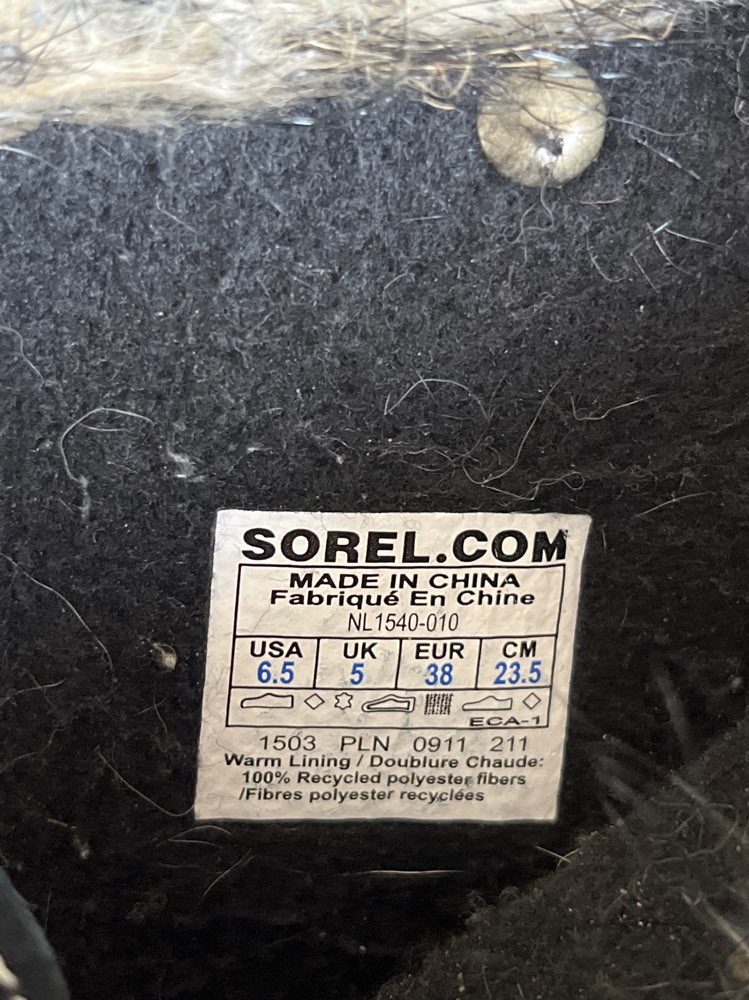 SOREL.COM
MADE IN CHINA
Fabriqué En Chine
NL1540-010
USA UK EUR CM
6.5 5 38 23.5
ECA-1
1503 PLN 0911 211
Warm Lining / Doublure Chaude:
100% Recycled polyester fibers
/Fibres polyester recyclées